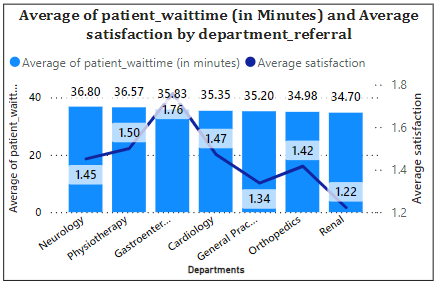 Average of patient_waittime (in Minutes) and Average
satisfaction by department_referral
Average of patient_waittime (in minutes) Average satisfaction
36.80 36.57 35.83 35.35 35.20 34.98 34.70
1.45 1.50 1.76 1.47 1.34 1.42 1.22
40
20
0
1.8
1.6
1.4
1.2
Average of patient_waitt...
Average satisfaction
Neurology
Physiotherapy
Gastroenter...
Cardiology
General Prac...
Orthopedics
Renal
Departments